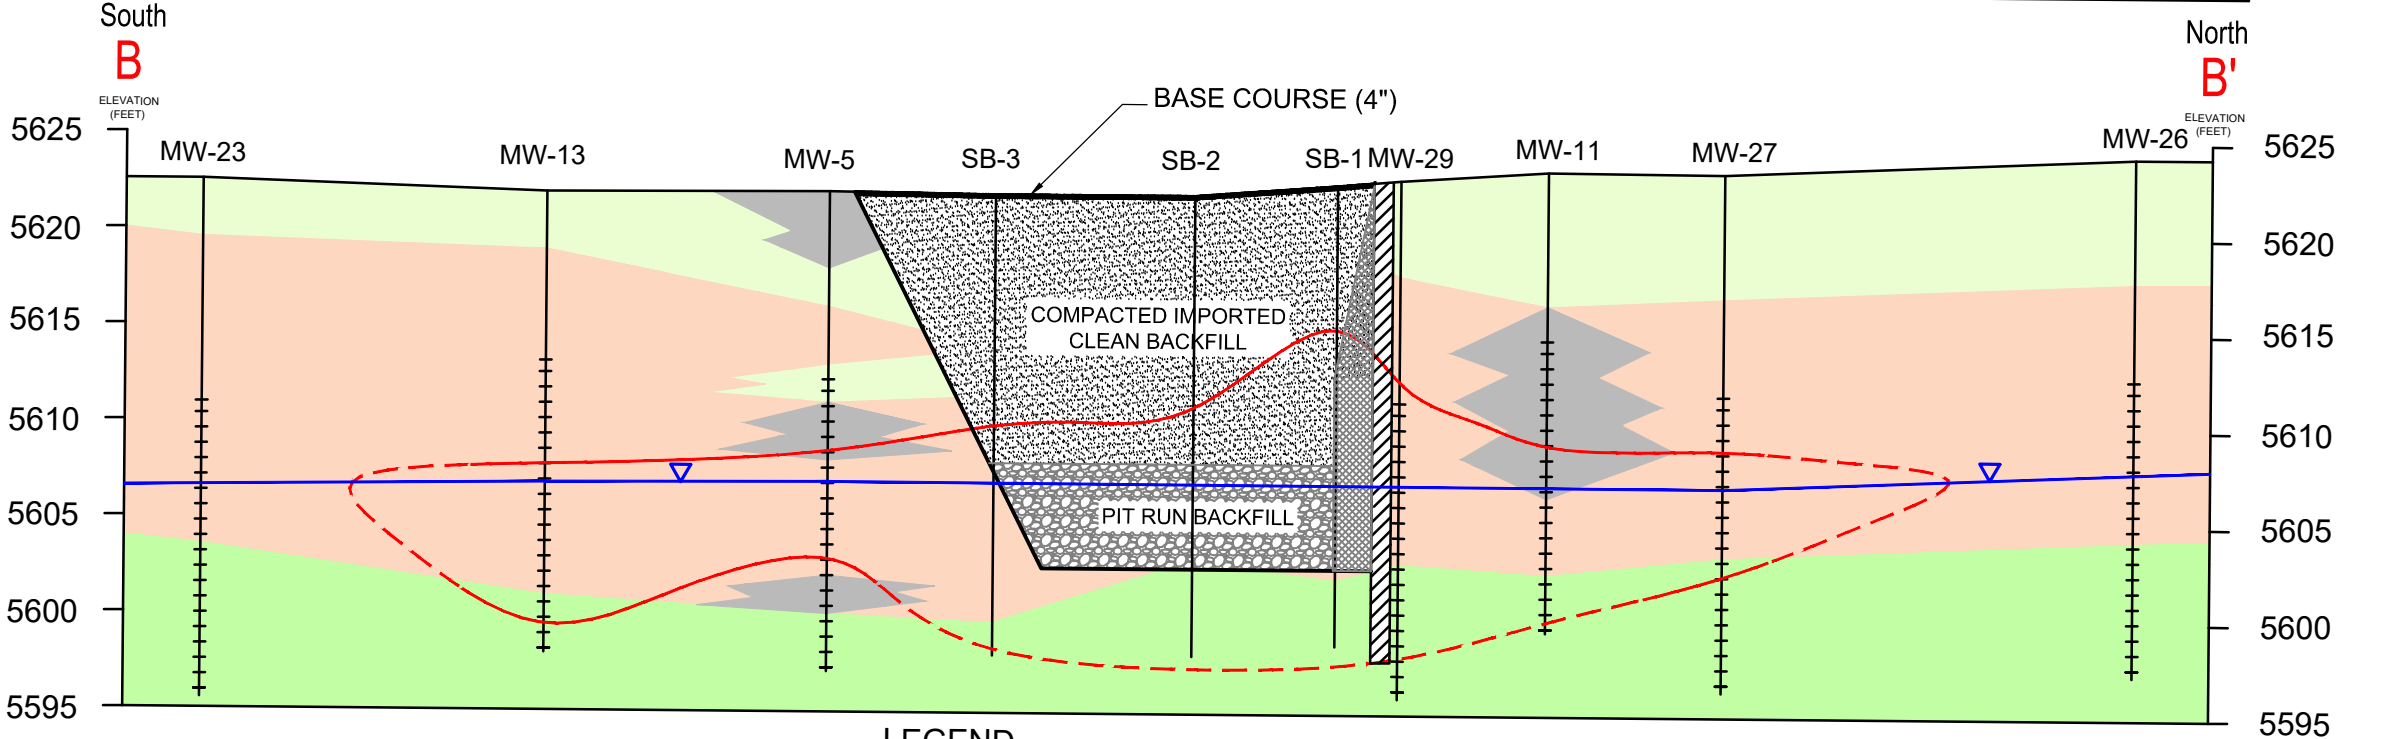 South
North
B
B'
ELEVATION
(FEET)
ELEVATION
(FEET)
BASE COURSE (4")
MW-23
MW-13
MW-5
SB-3
SB-2
SB-1
MW-29
MW-11
MW-27
MW-26
5625
5620
5615
5610
5605
5600
5595
5625
5620
5615
5610
5605
5600
5595
COMPACTED IMPORTED
CLEAN BACKFILL
PIT RUN BACKFILL
LEGEND